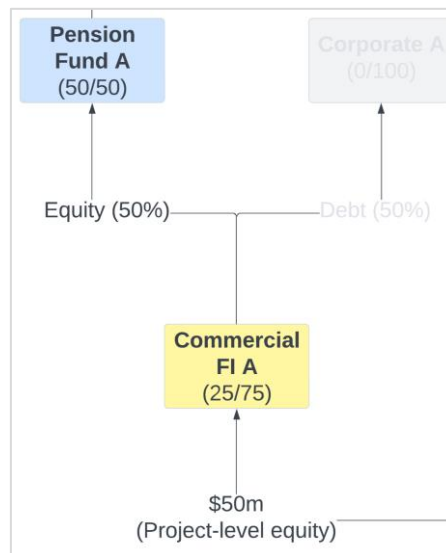 Pension
Fund A
(50/50)
Corporate A
(0/100)
Equity (50%)
Debt (50%)
Commercial
FI A
(25/75)
$50m
(Project-level equity)